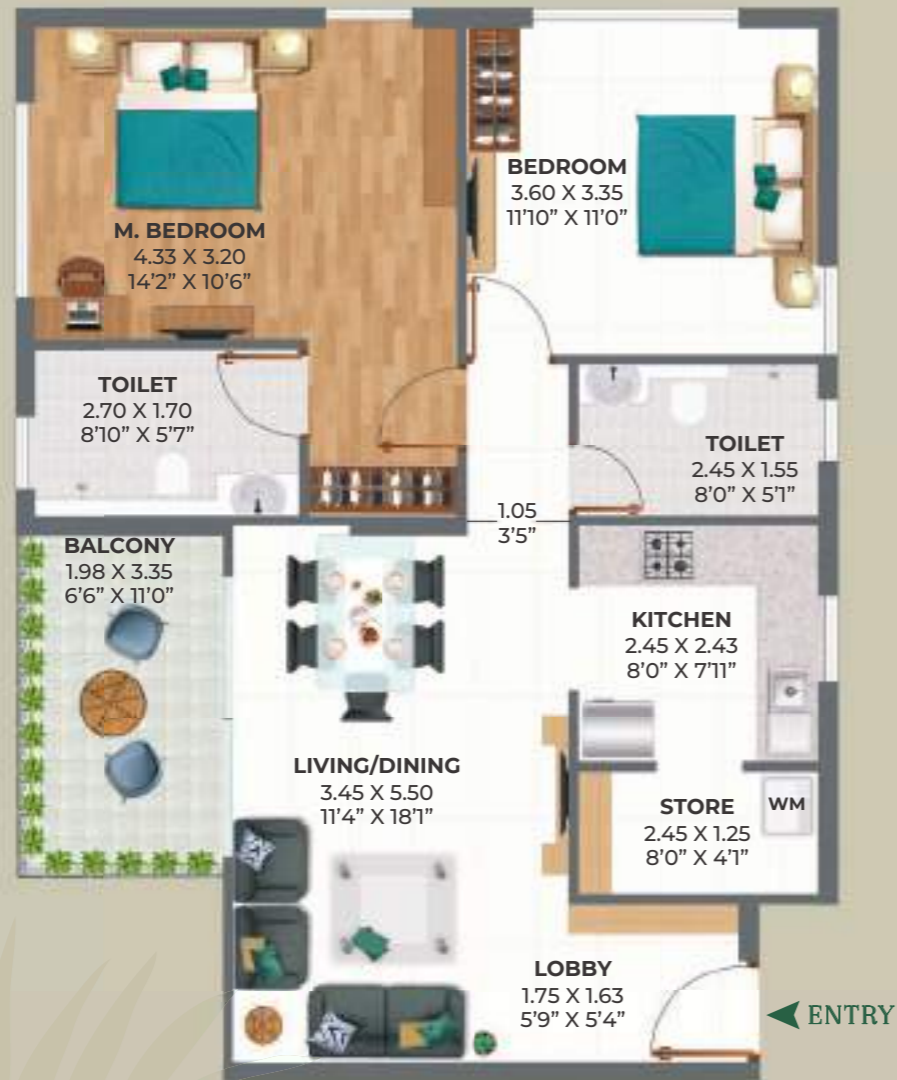 BEDROOM
3.60 X 3.35
11’10” X 11’0”
M. BEDROOM
4.33 X 3.20
14’2” X 10’6”
TOILET
2.70 X 1.70
8’10” X 5’7”
TOILET
2.45 X 1.55
8’0” X 5’1”
1.05
3’5”
BALCONY
1.98 X 3.35
6’6” X 11’0”
KITCHEN
2.45 X 2.43
8’0” X 7’11”
LIVING/DINING
3.45 X 5.50
11’4” X 18’1”
STORE
2.45 X 1.25
8’0” X 4’1”
WM
LOBBY
1.75 X 1.63
5’9” X 5’4”
ENTRY